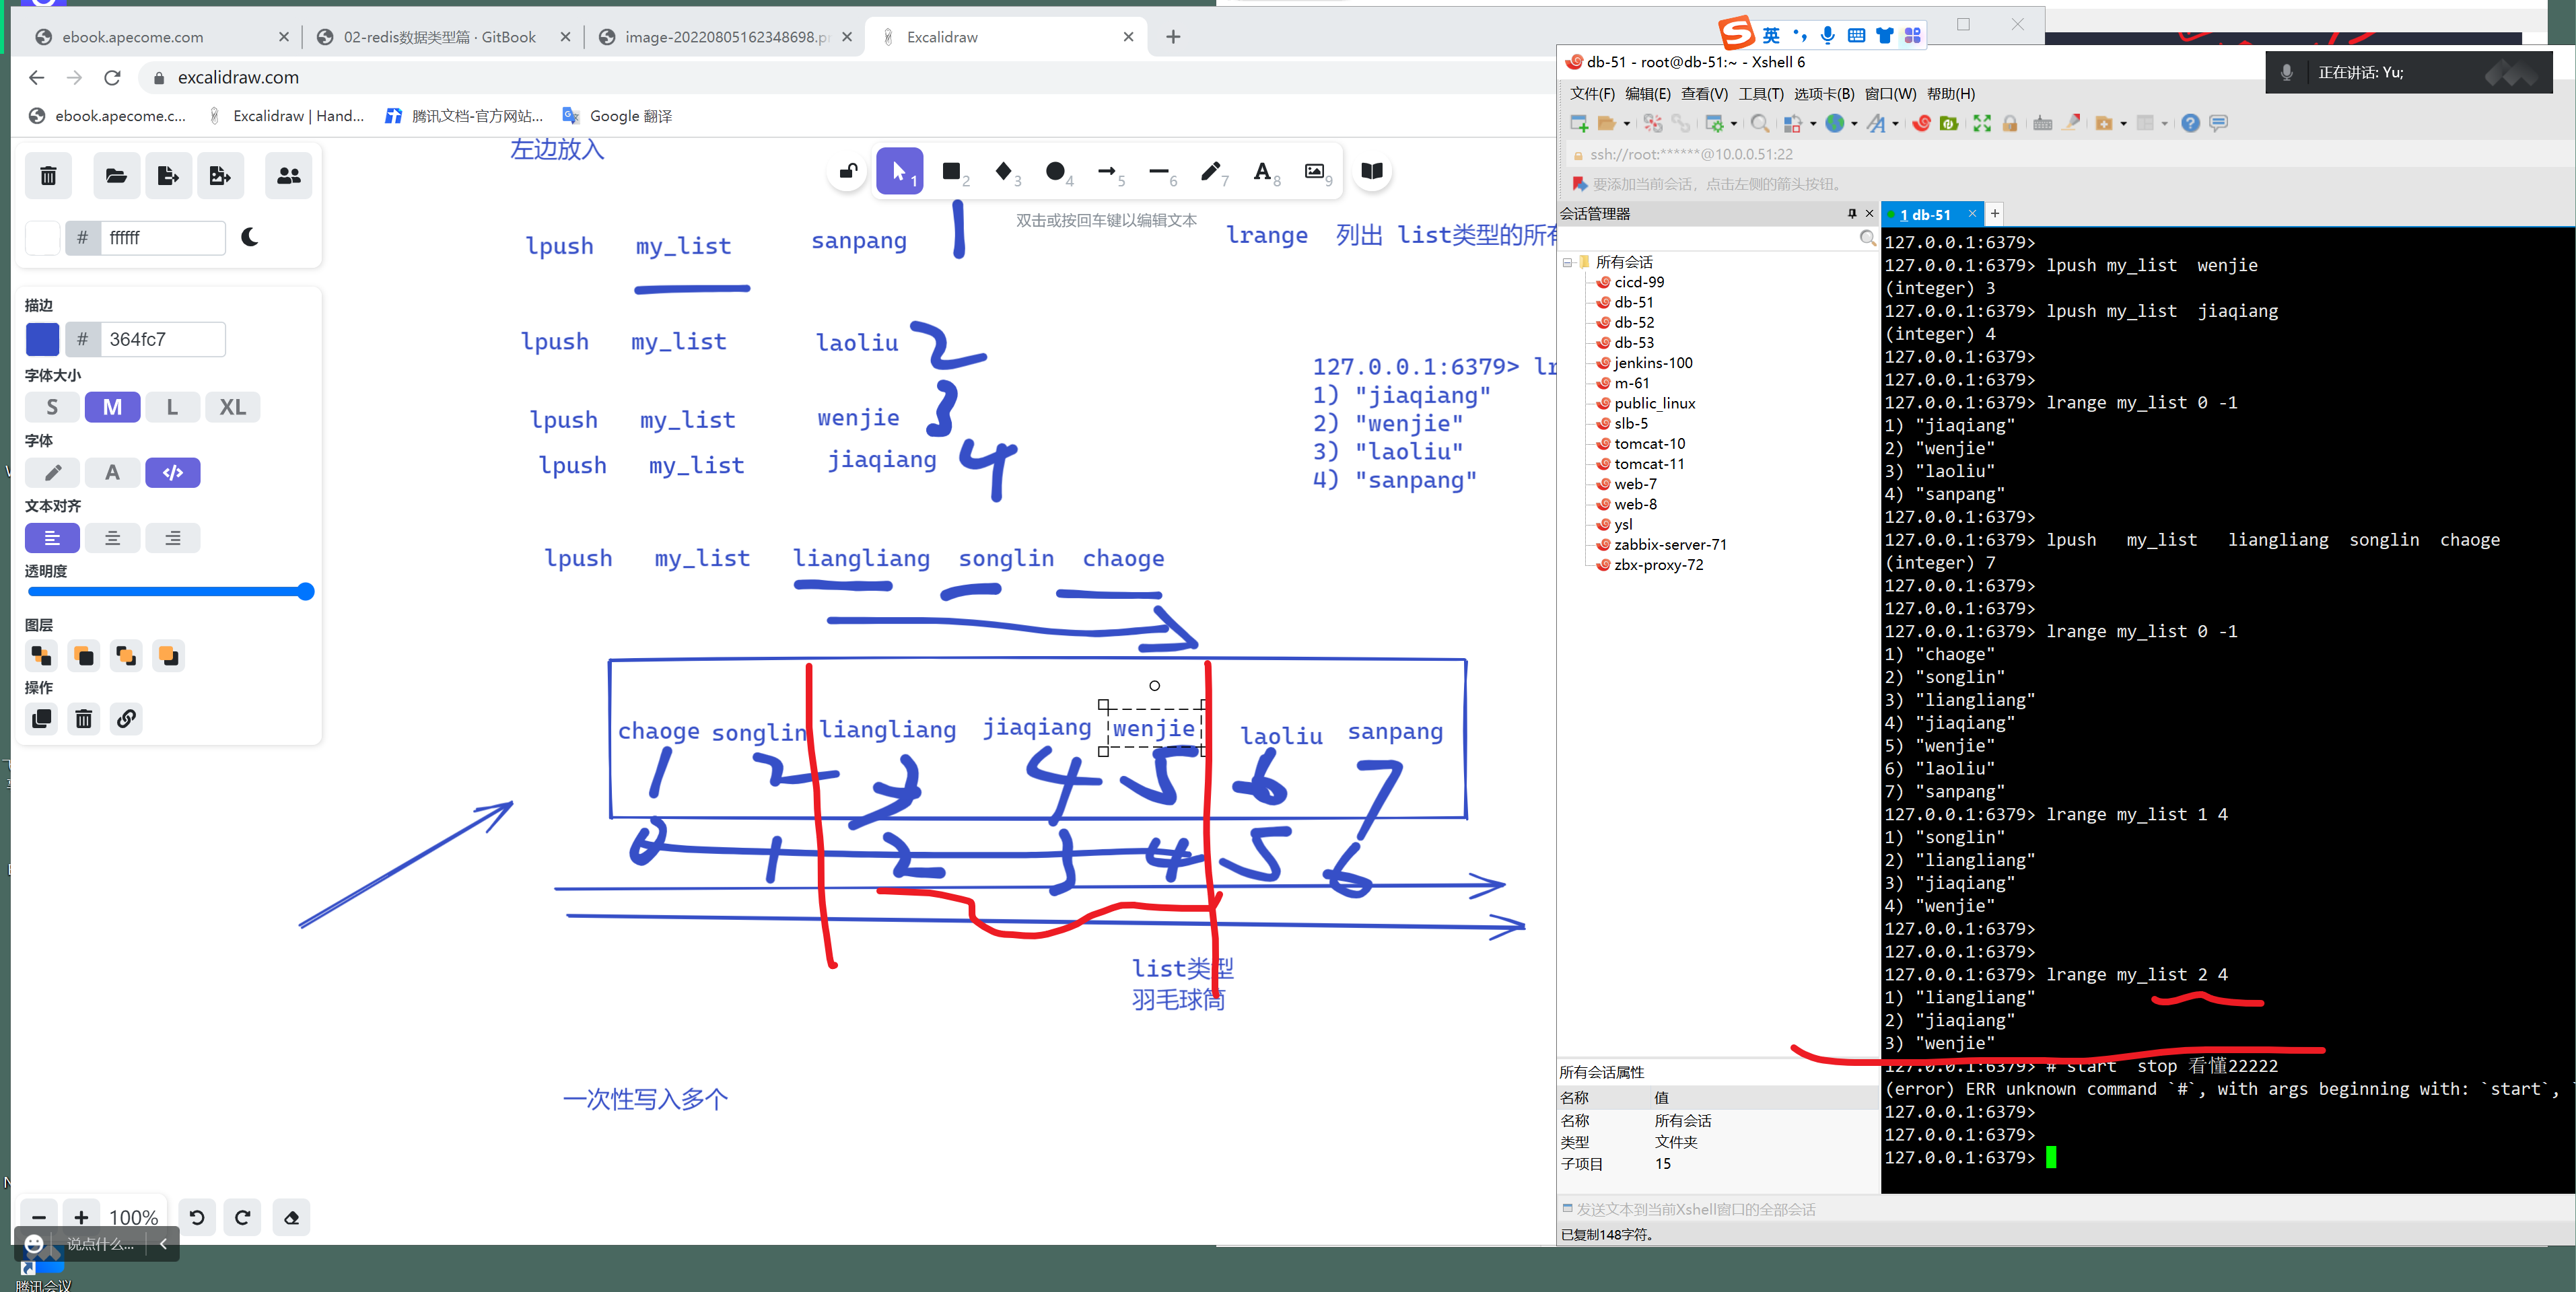 ebook.apecome.com
02-redis数据类型篇 · GitBook
image-20220805162348698.pr
Excalidraw
excalidraw.com
ebook.apecome.c...
Excalidraw | Hand...
腾讯文档-官方网站...
Google 翻译
# ffffff
描边
# 364fc7
字体大小
S M L XL
字体
A </>
文本对齐
透明度
图层
操作
100%
说点什么...
腾讯会议
1 2 3 4 5 6 7 A 8 9
双击或按回车键以编辑文本
左边放入
lpush my_list sanpang 1
lpush my_list laoliu 2
lpush my_list wenjie 3
lpush my_list jiaqiang 4
lpush my_list liangliang songlin chaoge
lrange 列出 list类型的所有
127.0.0.1:6379> lr
1) "jiaqiang"
2) "wenjie"
3) "laoliu"
4) "sanpang"
chaoge songlin liangliang jiaqiang wenjie laoliu sanpang
1 2 3 4 5 6 7
0 1 2 3 4 5 6
list类型
羽毛球筒
一次性写入多个
英
db-51 - root@db-51:~ - Xshell 6
正在讲话: Yu;
文件(F) 编辑(E) 查看(V) 工具(T) 选项卡(B) 窗口(W) 帮助(H)
ssh://root:******@10.0.0.51:22
要添加当前会话，点击左侧的箭头按钮。
会话管理器
1 db-51
所有会话
cicd-99
db-51
db-52
db-53
jenkins-100
m-61
public_linux
slb-5
tomcat-10
tomcat-11
web-7
web-8
ysl
zabbix-server-71
zbx-proxy-72
所有会话属性
名称 值
名称 所有会话
类型 文件夹
子项目 15
127.0.0.1:6379>
127.0.0.1:6379> lpush my_list wenjie
(integer) 3
127.0.0.1:6379> lpush my_list jiaqiang
(integer) 4
127.0.0.1:6379>
127.0.0.1:6379>
127.0.0.1:6379> lrange my_list 0 -1
1) "jiaqiang"
2) "wenjie"
3) "laoliu"
4) "sanpang"
127.0.0.1:6379>
127.0.0.1:6379> lpush my_list liangliang songlin chaoge
(integer) 7
127.0.0.1:6379>
127.0.0.1:6379>
127.0.0.1:6379> lrange my_list 0 -1
1) "chaoge"
2) "songlin"
3) "liangliang"
4) "jiaqiang"
5) "wenjie"
6) "laoliu"
7) "sanpang"
127.0.0.1:6379> lrange my_list 1 4
1) "songlin"
2) "liangliang"
3) "jiaqiang"
4) "wenjie"
127.0.0.1:6379>
127.0.0.1:6379>
127.0.0.1:6379> lrange my_list 2 4
1) "liangliang"
2) "jiaqiang"
3) "wenjie"
127.0.0.1:6379> # start stop 看懂22222
(error) ERR unknown command `#`, with args beginning with: `start`, `
127.0.0.1:6379>
127.0.0.1:6379>
127.0.0.1:6379>
发送文本到当前Xshell窗口的全部会话
已复制148字符。